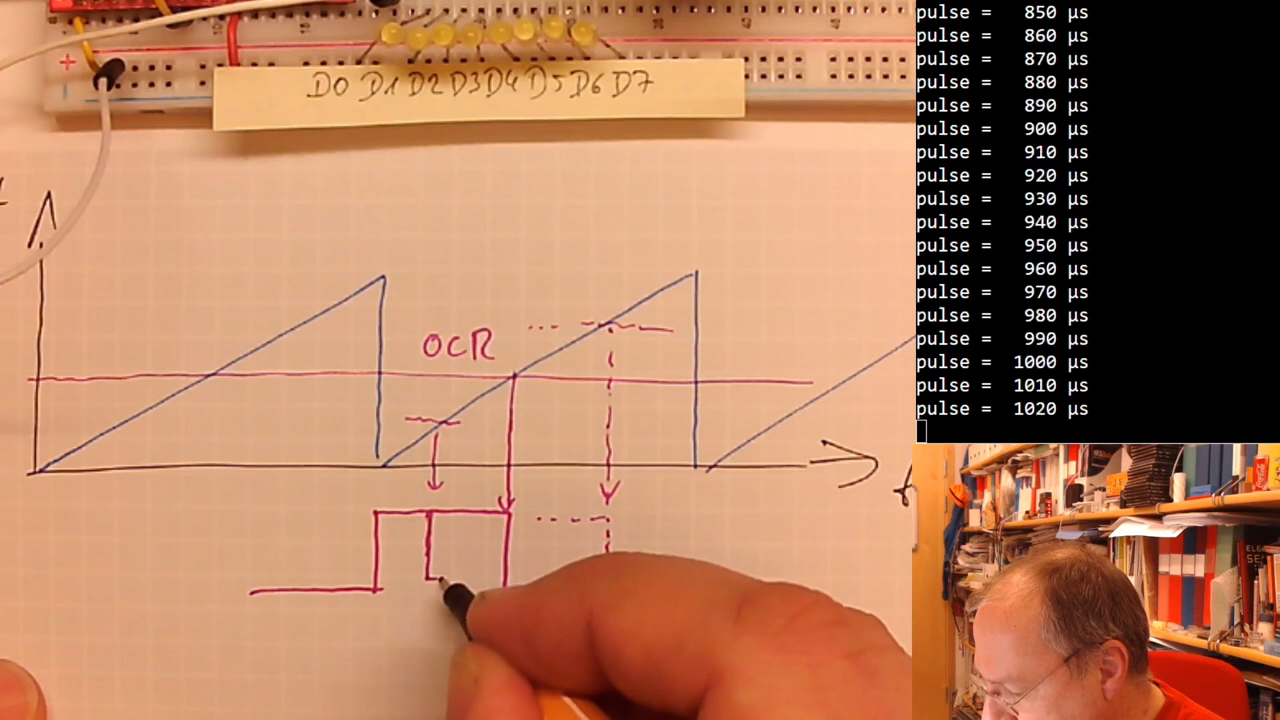 D0 D1 D2 D3 D4 D5 D6 D7
OCR
pulse =   850 µs
pulse =   860 µs
pulse =   870 µs
pulse =   880 µs
pulse =   890 µs
pulse =   900 µs
pulse =   910 µs
pulse =   920 µs
pulse =   930 µs
pulse =   940 µs
pulse =   950 µs
pulse =   960 µs
pulse =   970 µs
pulse =   980 µs
pulse =   990 µs
pulse =  1000 µs
pulse =  1010 µs
pulse =  1020 µs